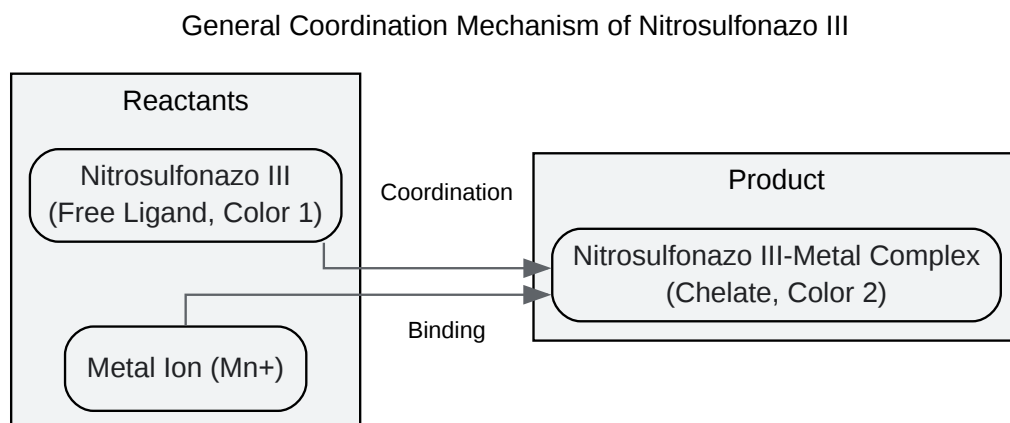 General Coordination Mechanism of Nitrosulfonazo III
Reactants
Nitrosulfonazo III
(Free Ligand, Color 1)
Metal Ion (Mn+)
Coordination
Binding
Product
Nitrosulfonazo III-Metal Complex
(Chelate, Color 2)